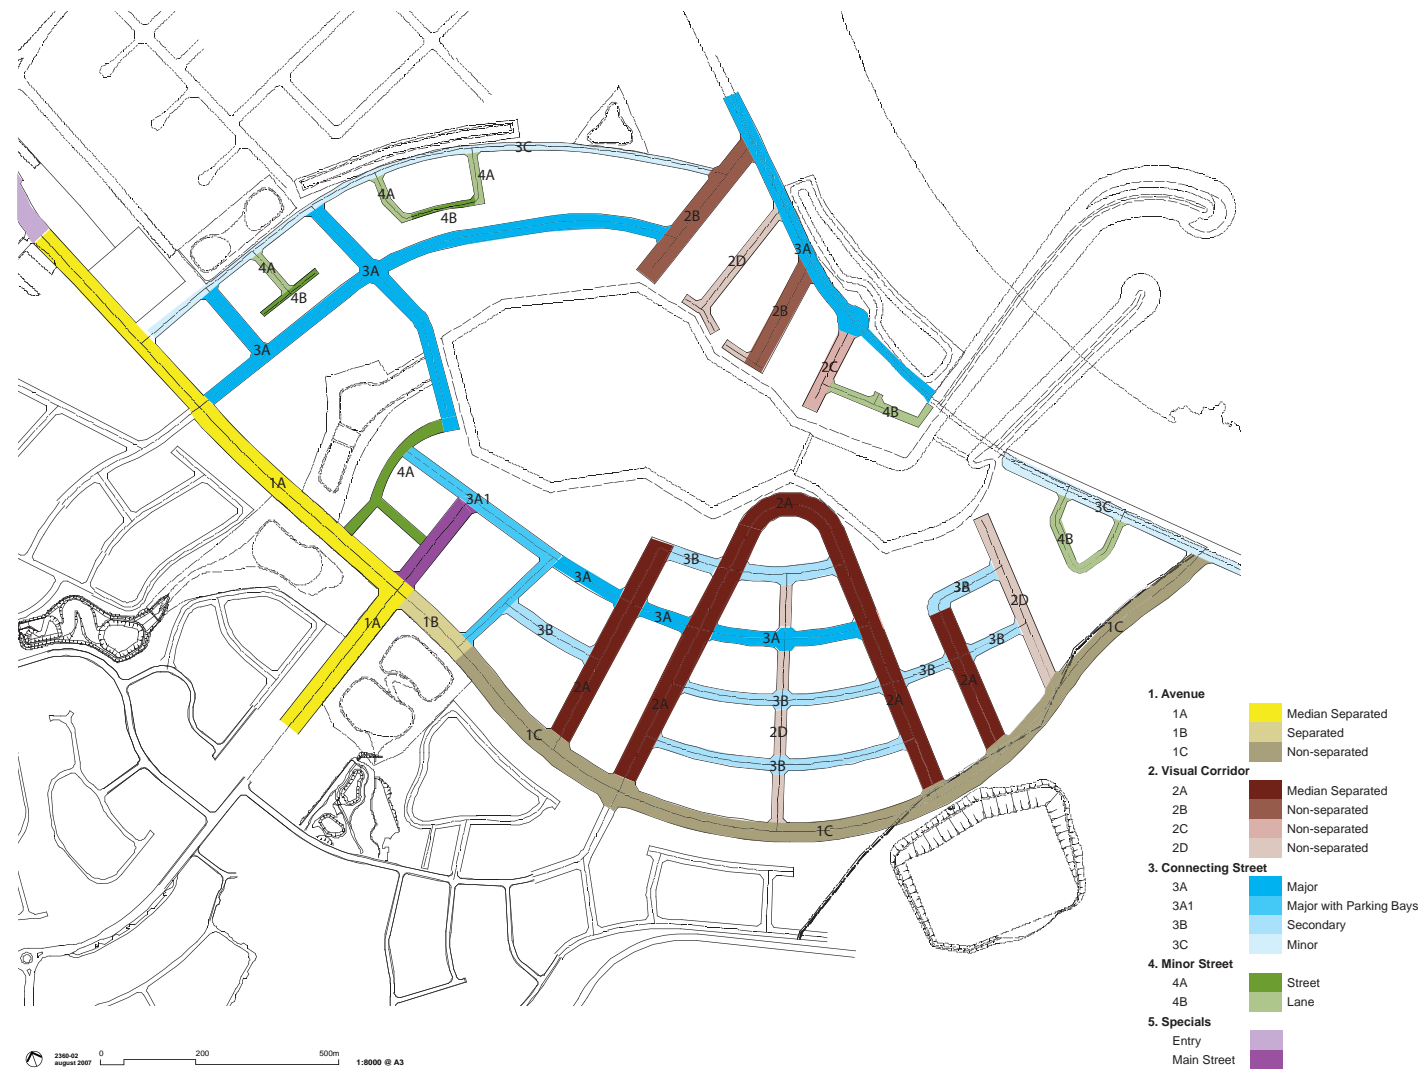 3C
4A
4A
4B
2B
3A
2D
4A
3A
4B
2B
3A
2C
4B
1A
4A
3A1
2A
3C
4B
3B
3A
3B
2D
1A
1B
3B
3A
3A
3B
1C
3B
2A
2A
3B
2A
2A
1C
2D
3B
1C
1. Avenue
1A Median Separated
1B Separated
1C Non-separated
2. Visual Corridor
2A Median Separated
2B Non-separated
2C Non-separated
2D Non-separated
3. Connecting Street
3A Major
3A1 Major with Parking Bays
3B Secondary
3C Minor
4. Minor Street
4A Street
4B Lane
5. Specials
Entry
Main Street
2360-02
august 2007
0 200 500m
1:8000 @ A3